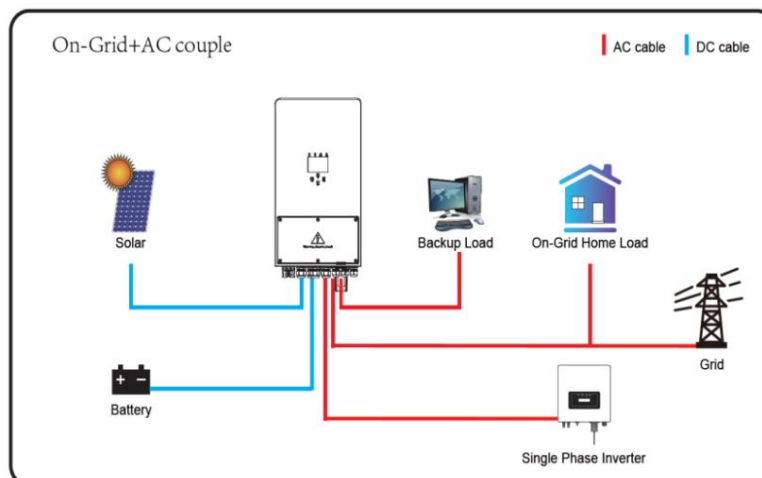 On-Grid+AC couple
AC cable
DC cable
Solar
Backup Load
On-Grid Home Load
Grid
Battery
Single Phase Inverter